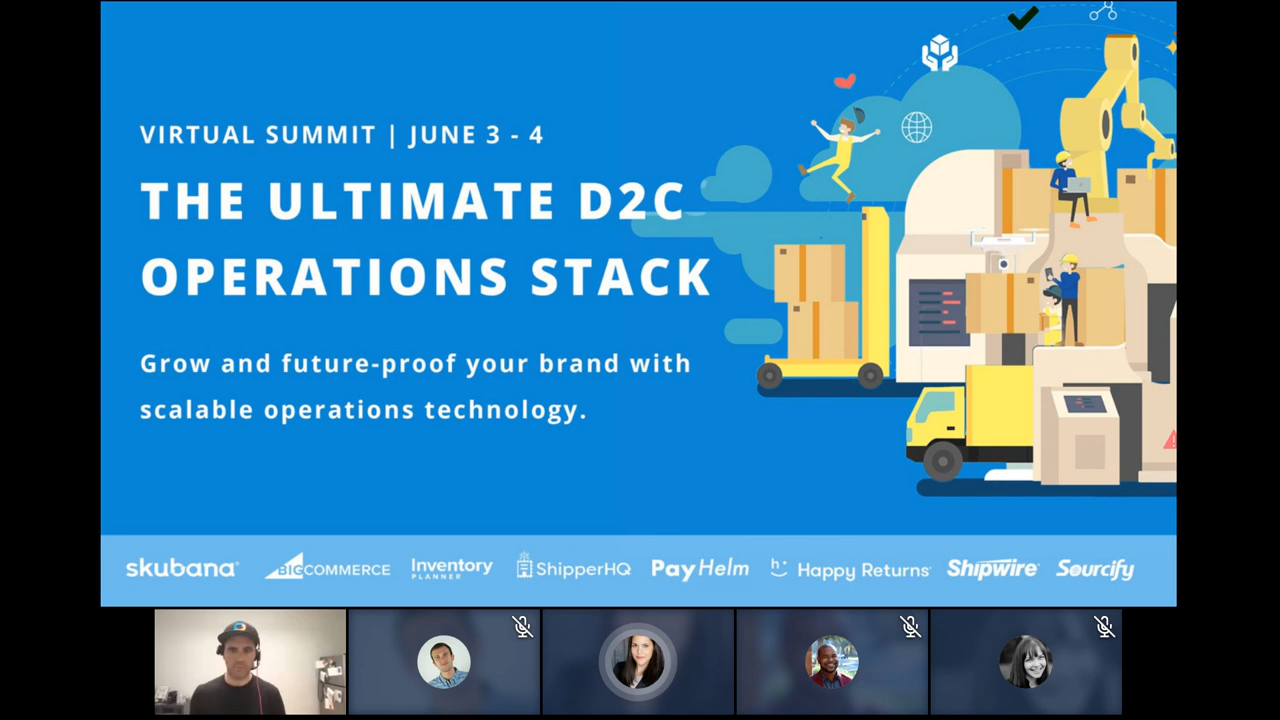 VIRTUAL SUMMIT | JUNE 3 - 4
THE ULTIMATE D2C
OPERATIONS STACK
Grow and future-proof your brand with
scalable operations technology.
skubana
BIGCOMMERCE
Inventory
PLANNER
ShipperHQ
PayHelm
h:
Happy Returns
Shipwire
Sourcify